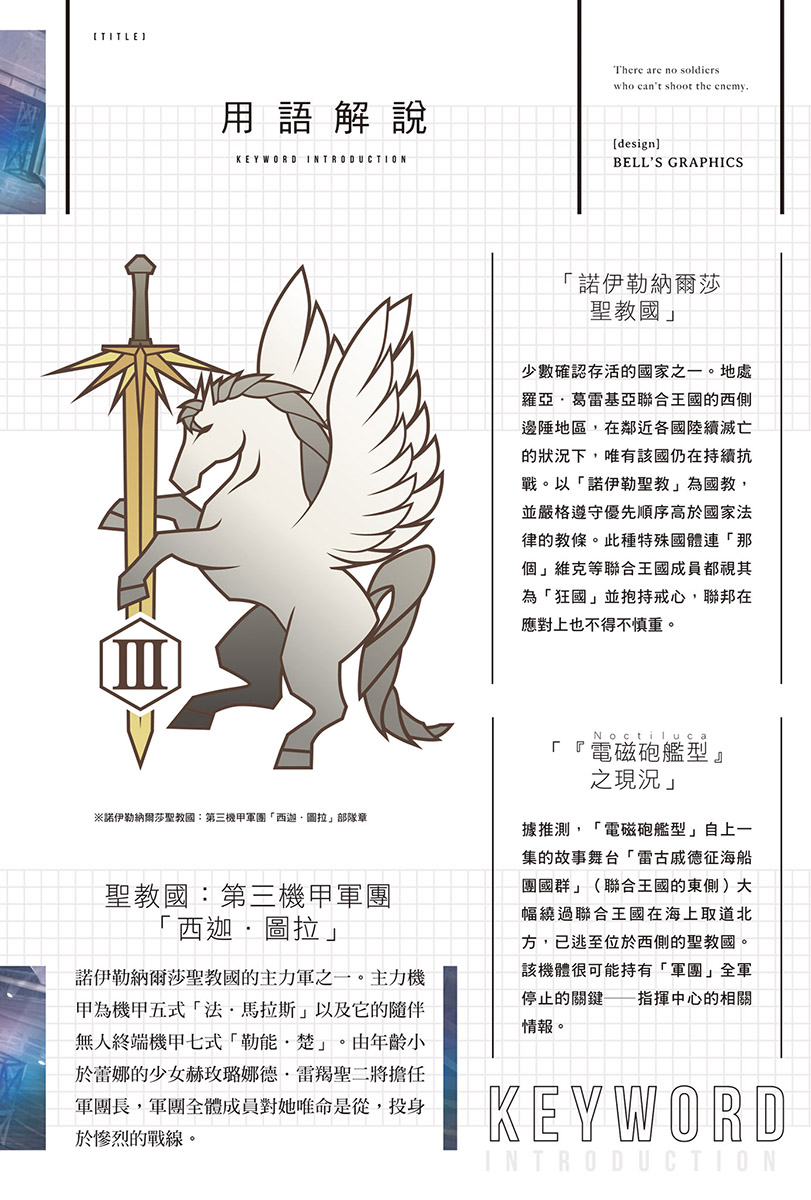 [TITLE]
用語解說
KEYWORD INTRODUCTION
There are no soldiers
who can't shoot the enemy.
[design]
BELL'S GRAPHICS
III
※諾伊勒納爾莎聖教國：第三機甲軍團「西迦．圖拉」部隊章
聖教國：第三機甲軍團
「西迦．圖拉」
諾伊勒納爾莎聖教國的主力軍之一。主力機
甲為機甲五式「法．馬拉斯」以及它的隨伴
無人終端機甲七式「勒能．楚」。由年齡小
於蕾娜的少女赫玫璐娜德．雷羯聖二將擔任
軍團長，軍團全體成員對她唯命是從，投身
於慘烈的戰線。
「諾伊勒納爾莎
聖教國」
少數確認存活的國家之一。地處
羅亞．葛雷基亞聯合王國的西側
邊陲地區，在鄰近各國陸續滅亡
的狀況下，唯有該國仍在持續抗
戰。以「諾伊勒聖教」為國教，
並嚴格遵守優先順序高於國家法
律的教條。此種特殊國體連「那
個」維克等聯合王國成員都視其
為「狂國」並抱持戒心，聯邦在
應對上也不得不慎重。
Noctiluca
「『電磁砲艦型』
之現況」
據推測，「電磁砲艦型」自上一
集的故事舞台「雷古戚德征海船
團國群」（聯合王國的東側）大
幅繞過聯合王國在海上取道北
方，已逃至位於西側的聖教國。
該機體很可能持有「軍團」全軍
停止的關鍵──指揮中心的相關
情報。
KEYWORD
INTRODUCTION